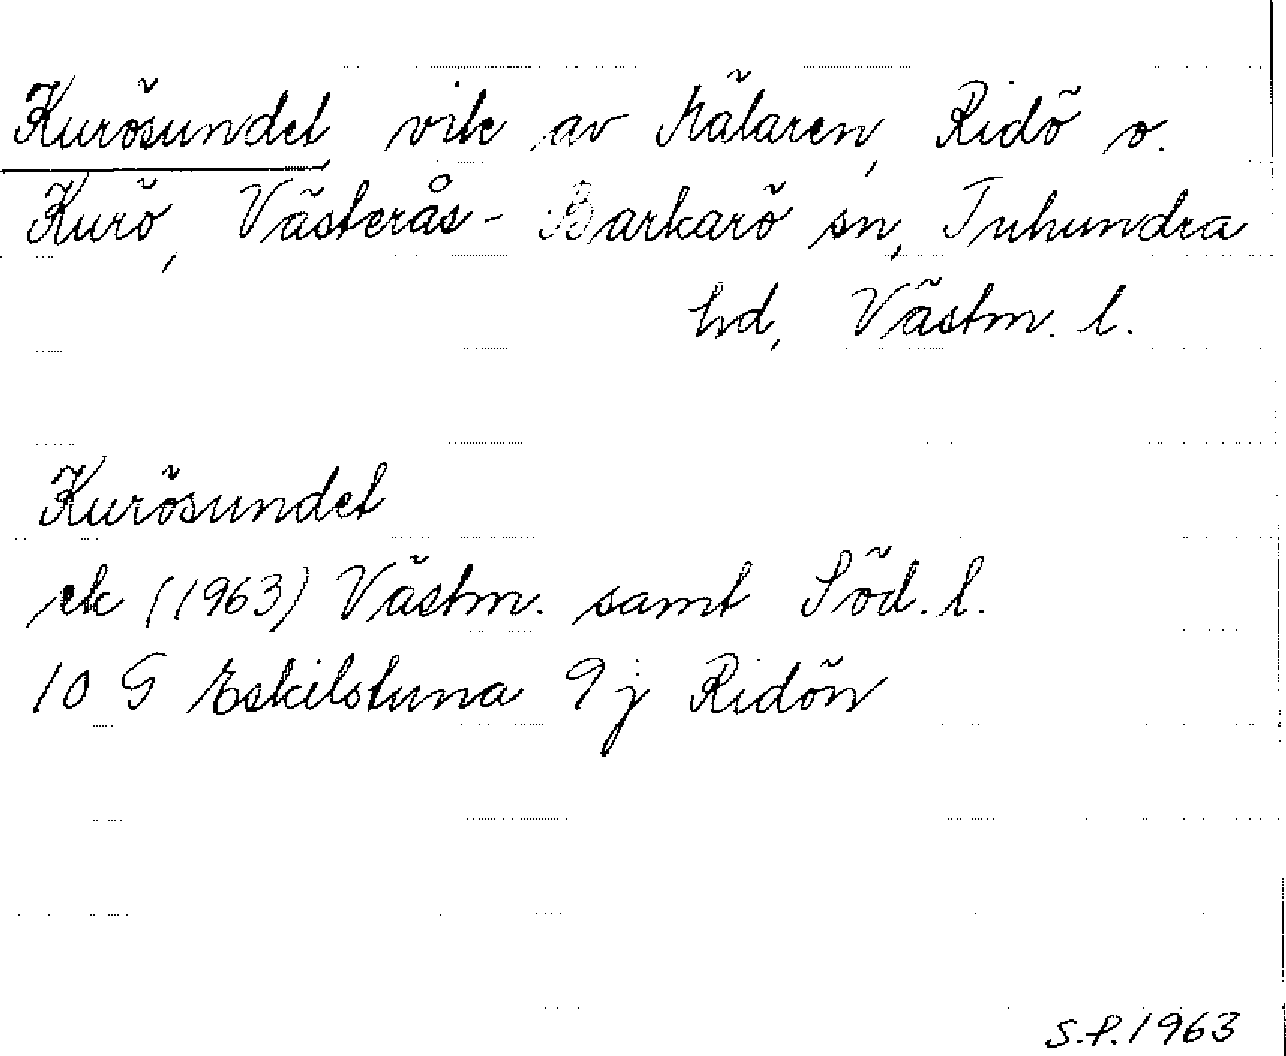 Kurösundet, vik av Mälaren, Ridö o.
Kurö, Västerås-Barkarö sn, Tuhundra
hd, Västm. l.
Kurösundet
ek (1963) Västm. samt Söd. l.
10 G Eskilstuna 9j Ridön
S.P. 1963